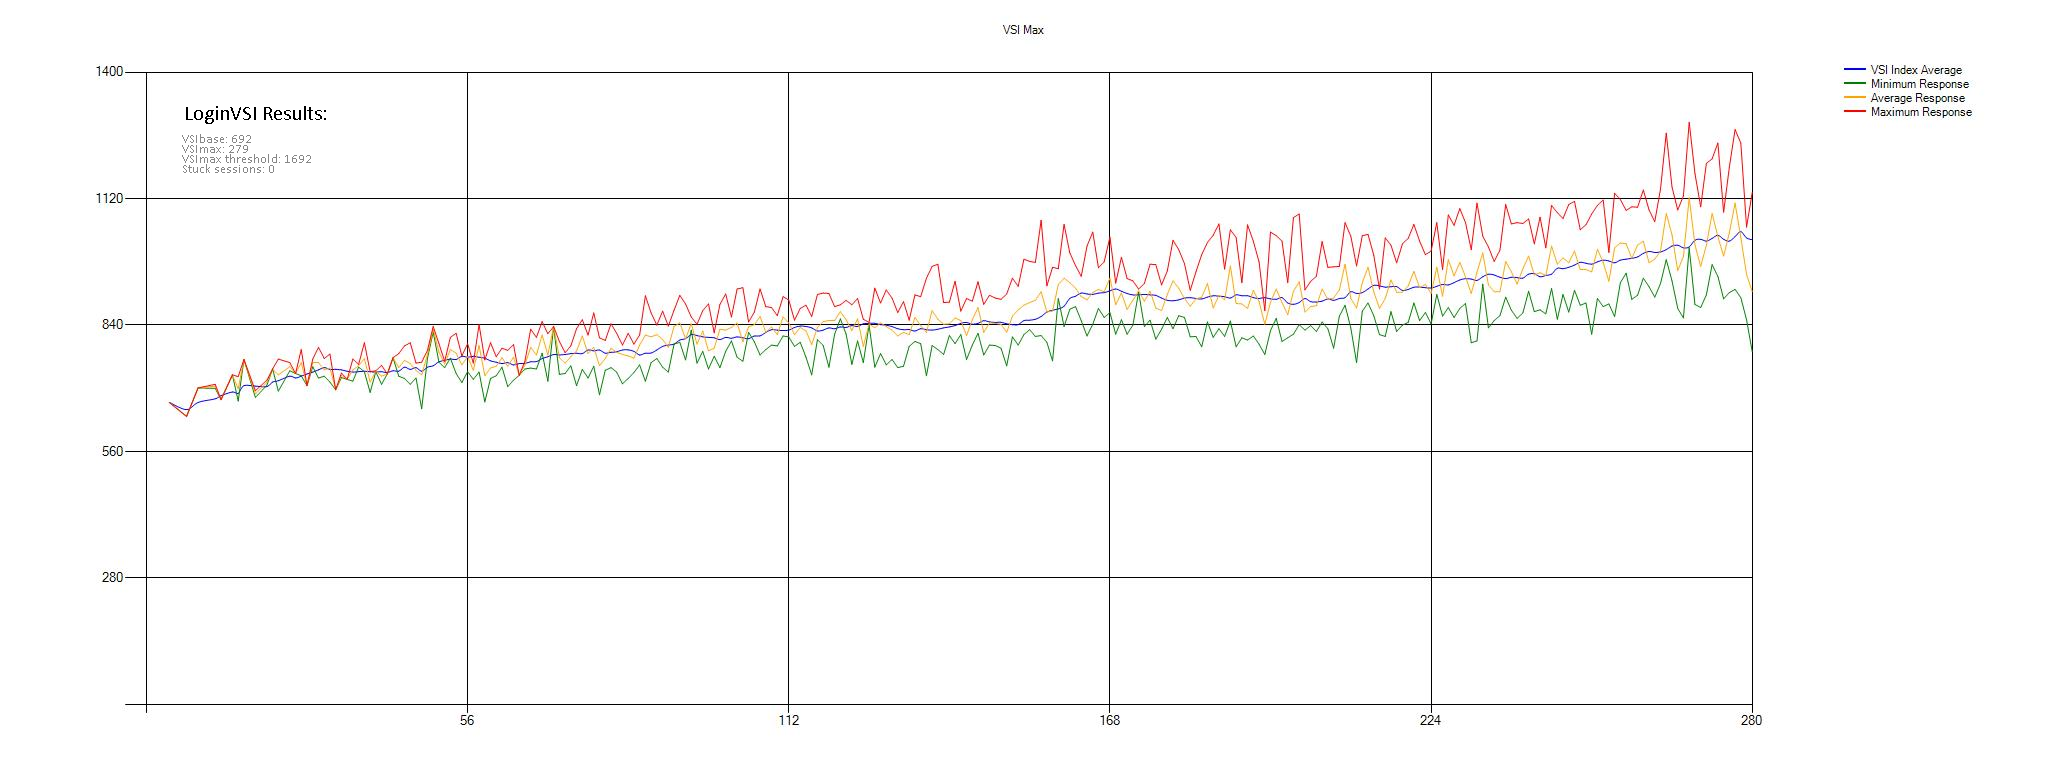 VSI Max
1400
1120
840
560
280
LoginVSI Results:
VSIbase: 692
VSImax: 279
VSImax threshold: 1692
Stuck sessions: 0
VSI Index Average
Minimum Response
Average Response
Maximum Response
56
112
168
224
280